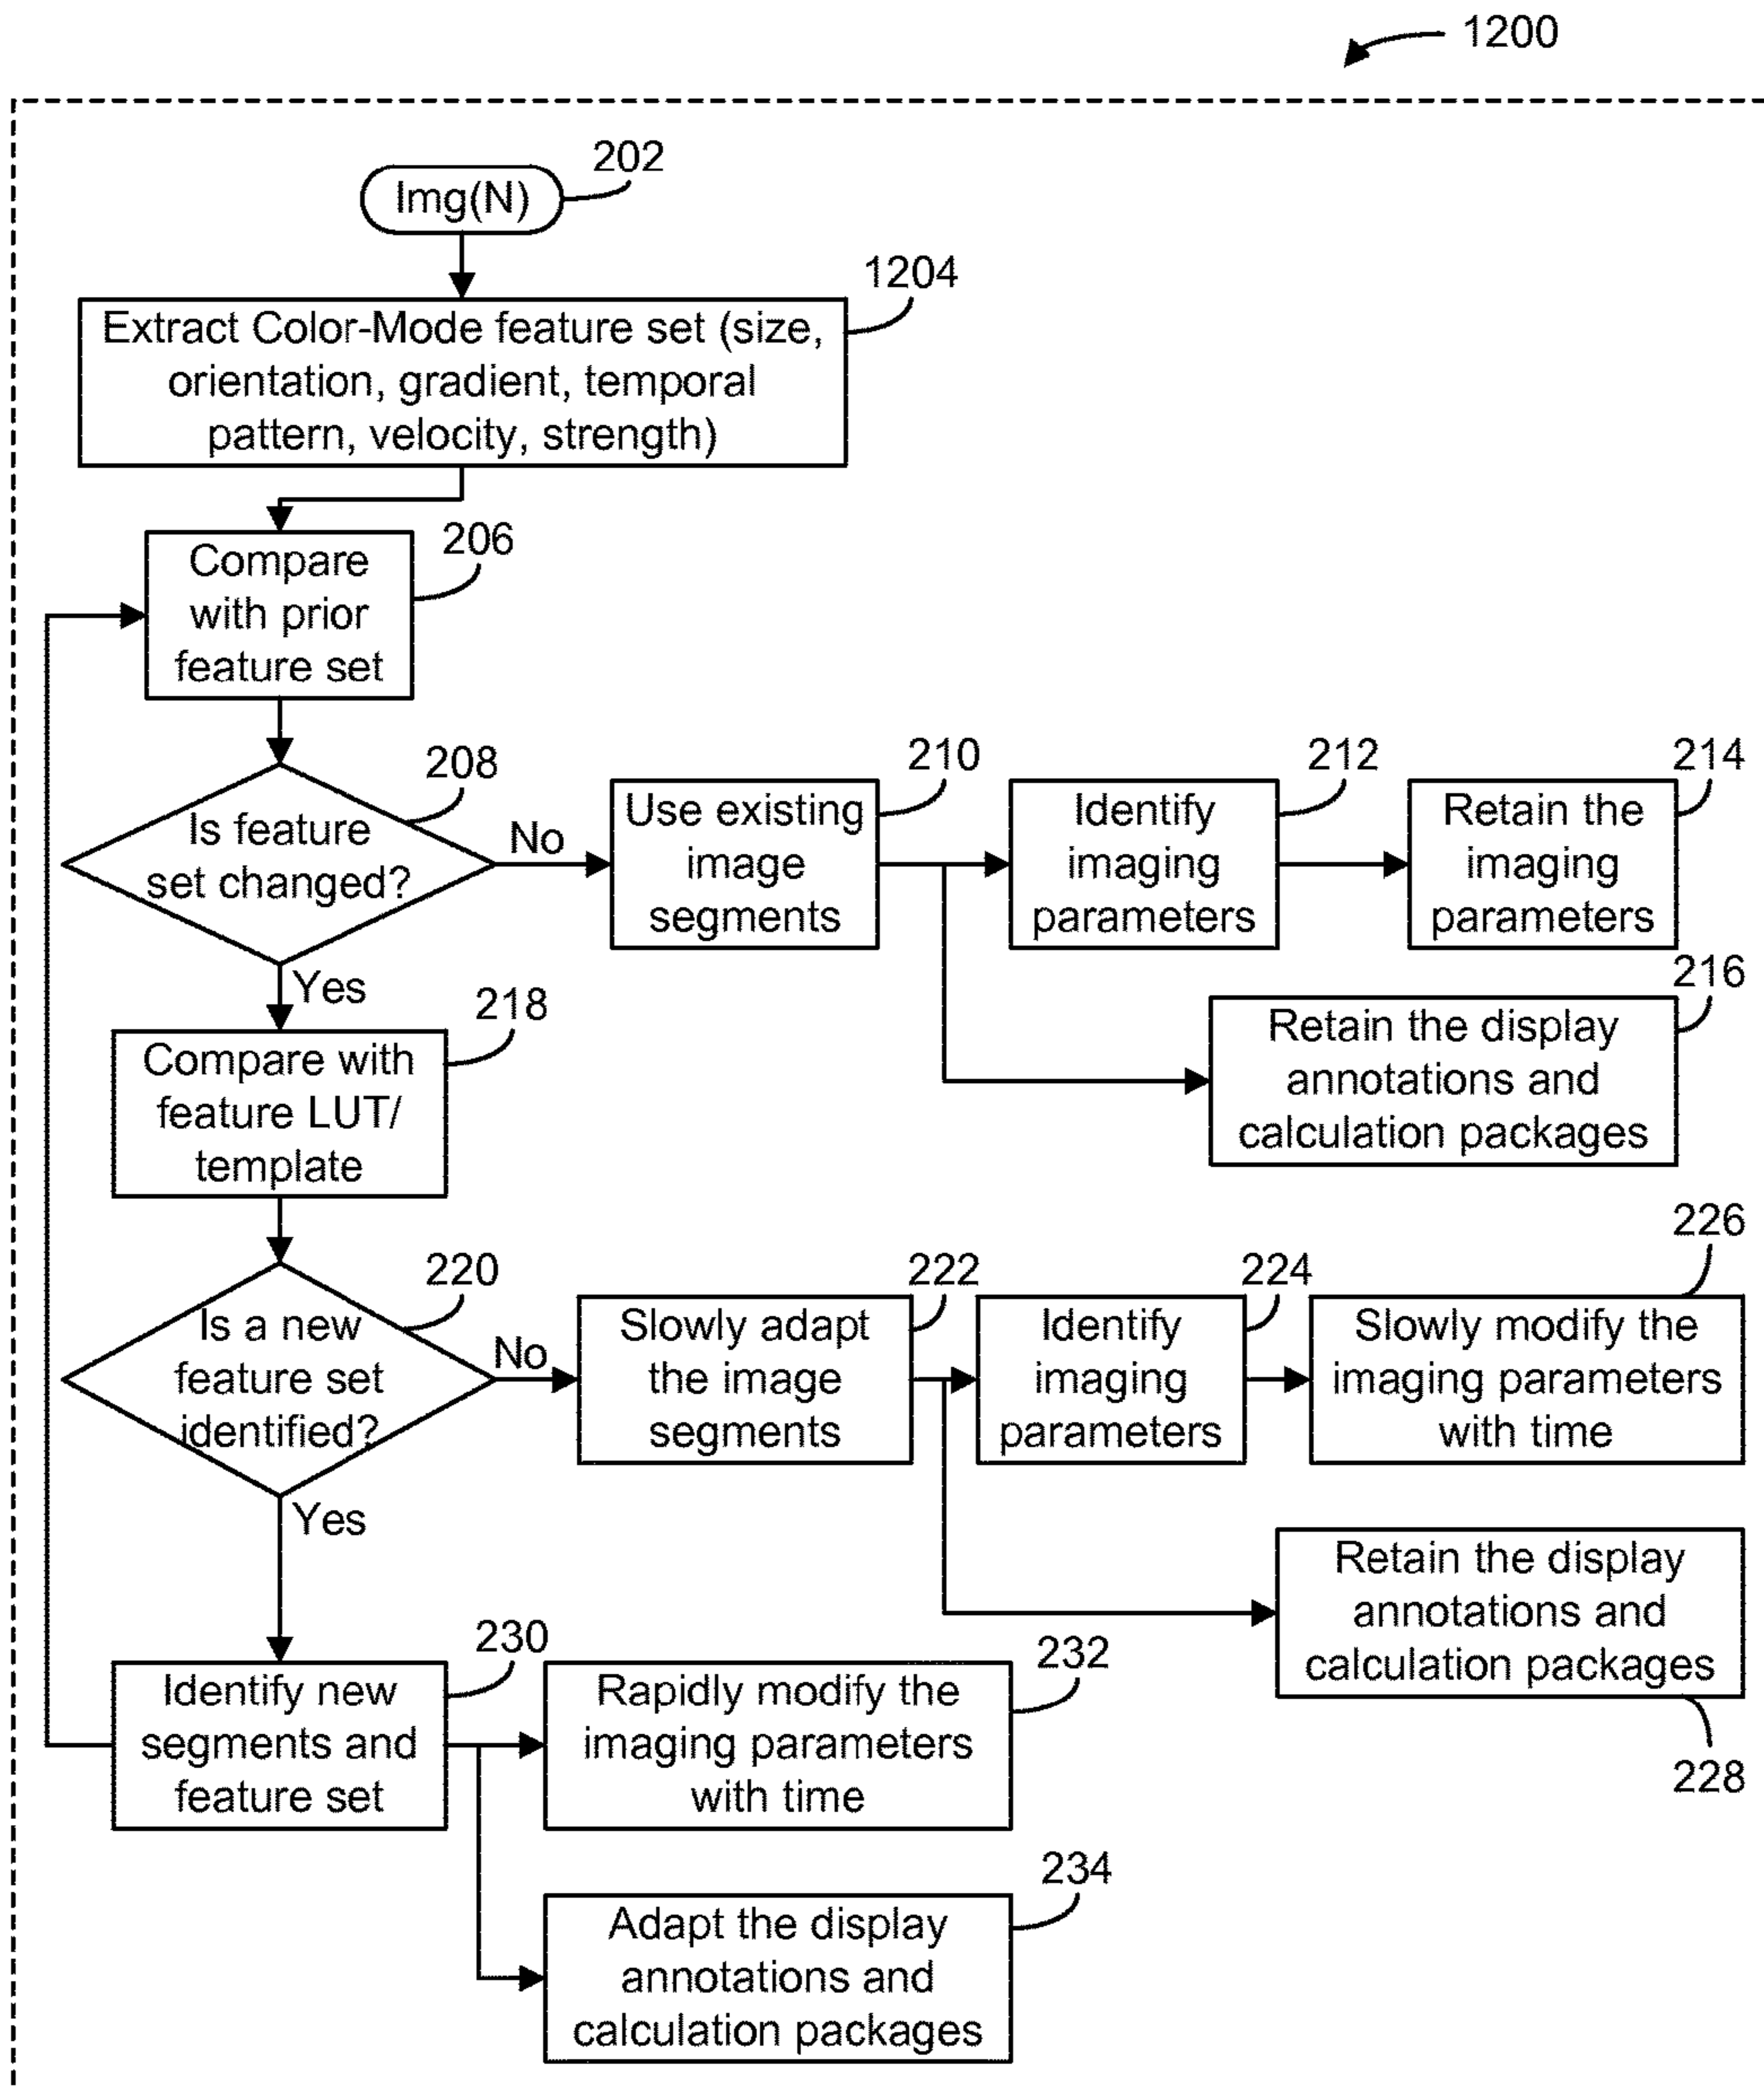 1200
202
Img(N)
1204
Extract Color-Mode feature set (size,
orientation, gradient, temporal
pattern, velocity, strength)
206
Compare
with prior
feature set
208
Is feature
set changed?
No
Yes
210
Use existing
image
segments
212
Identify
imaging
parameters
214
Retain the
imaging
parameters
216
Retain the display
annotations and
calculation packages
218
Compare with
feature LUT/
template
220
Is a new
feature set
identified?
No
Yes
222
Slowly adapt
the image
segments
224
Identify
imaging
parameters
226
Slowly modify the
imaging parameters
with time
Retain the display
annotations and
calculation packages
228
230
Identify new
segments and
feature set
232
Rapidly modify the
imaging parameters
with time
234
Adapt the display
annotations and
calculation packages